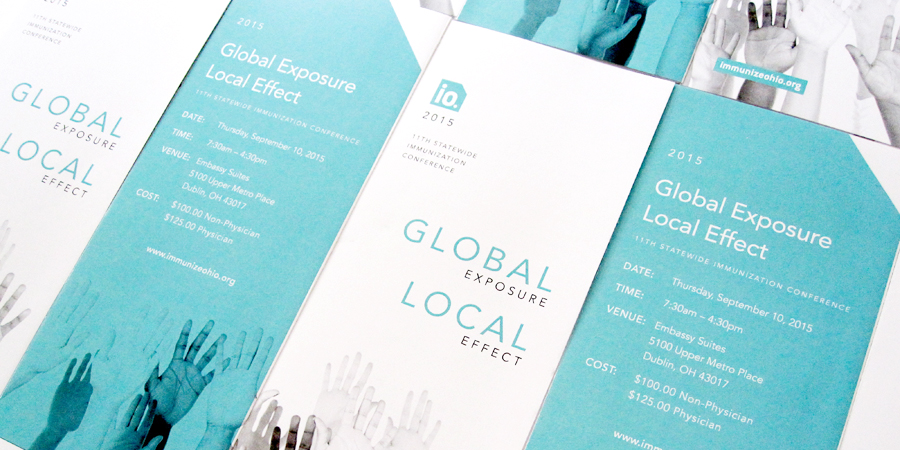 2015
11TH STATEWIDE
IMMUNIZATION
CONFERENCE
GLOBAL
EXPOSURE
LOCAL
EFFECT
2015
Global Exposure
Local Effect
11TH STATEWIDE IMMUNIZATION CONFERENCE
DATE: Thursday, September 10, 2015
TIME: 7:30am – 4:30pm
VENUE: Embassy Suites
5100 Upper Metro Place
Dublin, OH 43017
COST: $100.00 Non-Physician
$125.00 Physician
www.immunizeohio.org
io.
2015
11TH STATEWIDE
IMMUNIZATION
CONFERENCE
GLOBAL
EXPOSURE
LOCAL
EFFECT
immunizeohio.org
2015
Global Exposure
Local Effect
11TH STATEWIDE IMMUNIZATION CONFERENCE
DATE: Thursday, September 10, 2015
TIME: 7:30am – 4:30pm
VENUE: Embassy Suites
5100 Upper Metro Place
Dublin, OH 43017
COST: $100.00 Non-Physician
$125.00 Physician
www.imm